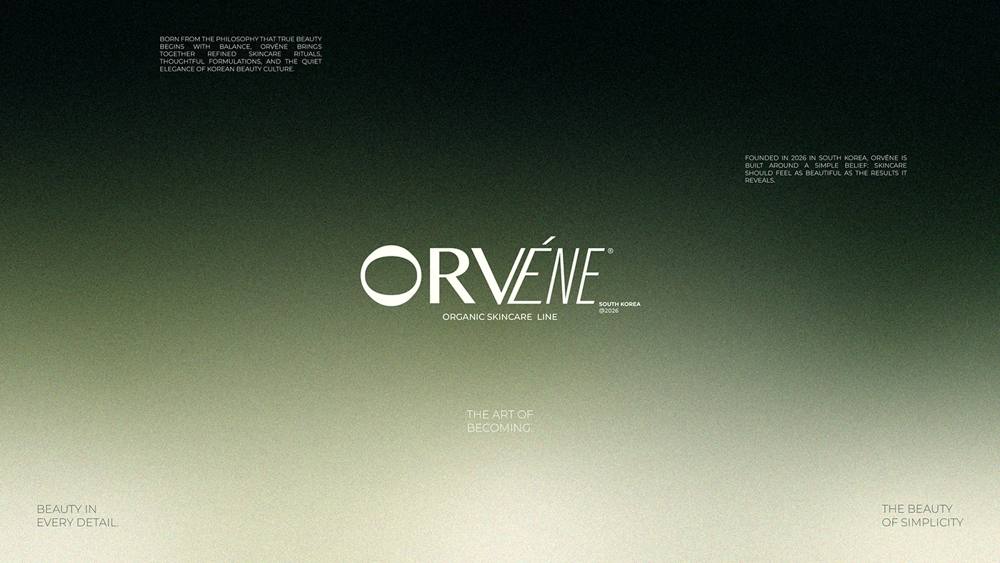 BORN FROM THE PHILOSOPHY THAT TRUE BEAUTY
BEGINS WITH BALANCE, ORVÉNE BRINGS
TOGETHER REFINED SKINCARE RITUALS,
THOUGHTFUL FORMULATIONS, AND THE QUIET
ELEGANCE OF KOREAN BEAUTY CULTURE.
FOUNDED IN 2026 IN SOUTH KOREA, ORVÉNE IS
BUILT AROUND A SIMPLE BELIEF: SKINCARE
SHOULD FEEL AS BEAUTIFUL AS THE RESULTS IT
REVEALS.
ORVÉNE®
SOUTH KOREA
@2026
ORGANIC SKINCARE LINE
THE ART OF
BECOMING.
BEAUTY IN
EVERY DETAIL.
THE BEAUTY
OF SIMPLICITY